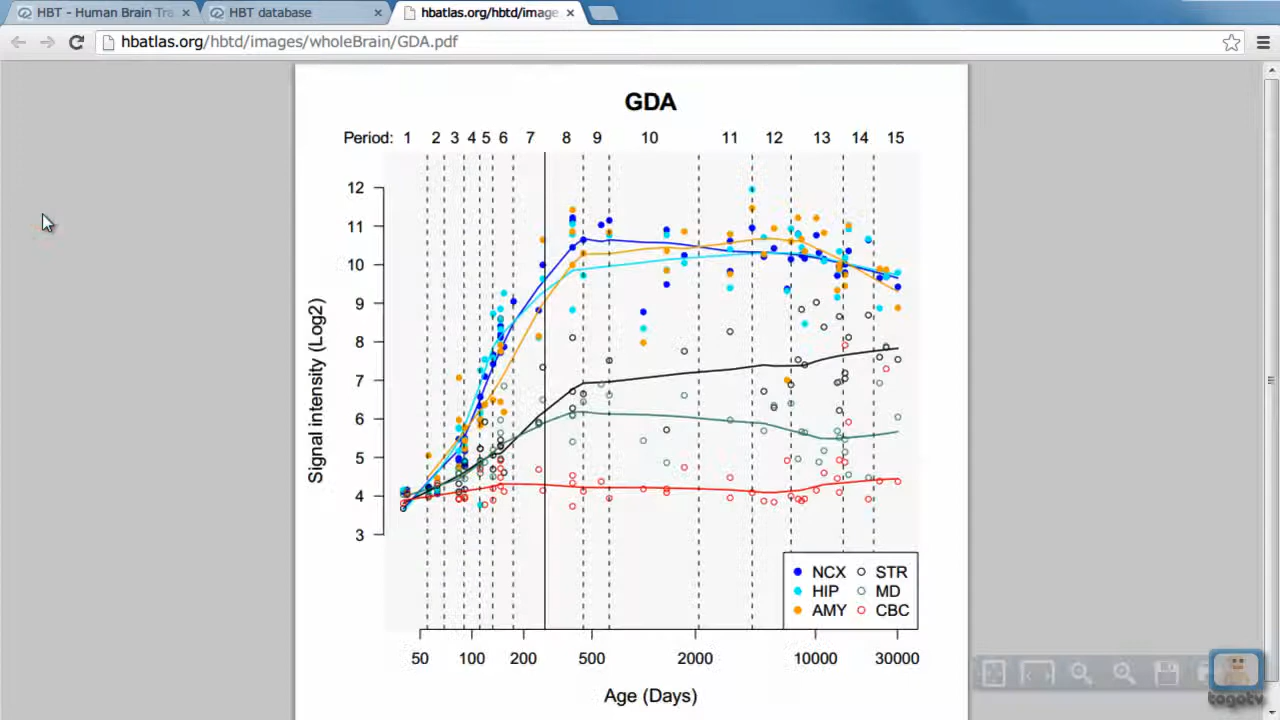 HBT - Human Brain Tra
HBT database
hbatlas.org/hbtd/image
hbatlas.org/hbtd/images/wholeBrain/GDA.pdf
GDA
Period: 1 2 3 4 5 6 7 8 9 10 11 12 13 14 15
12
11
10
9
8
7
6
5
4
3
Signal intensity (Log2)
NCX STR
HIP MD
AMY CBC
50 100 200 500 2000 10000 30000
Age (Days)
togotv